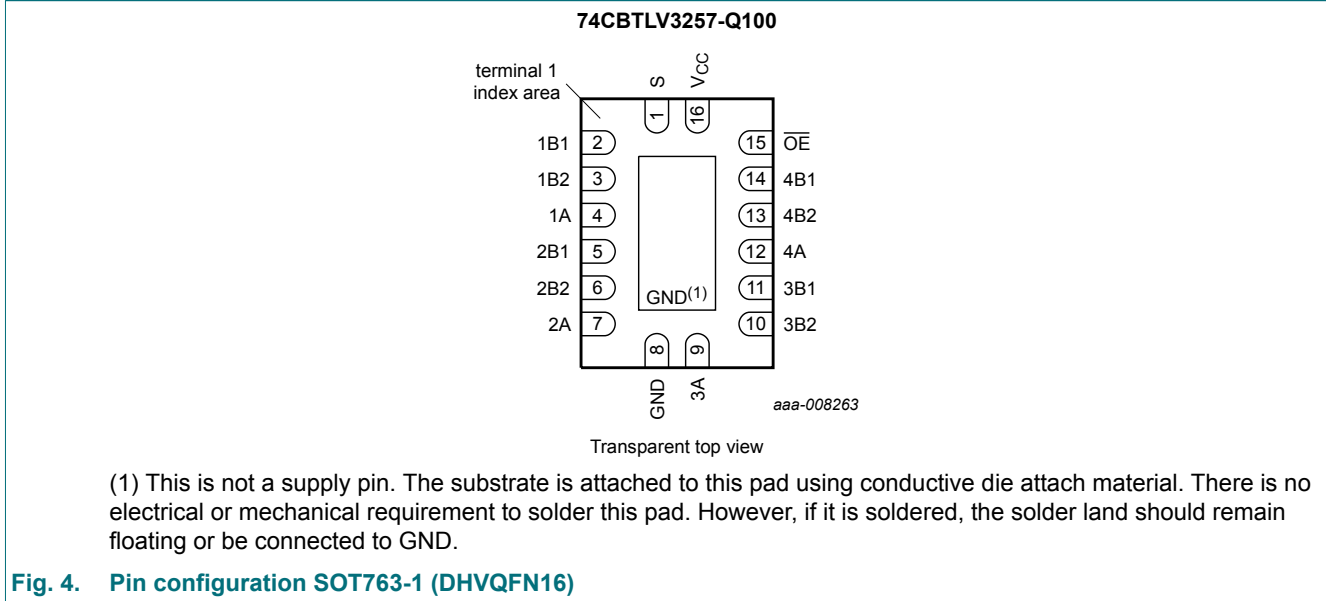 74CBTLV3257-Q100
terminal 1
index area
S
VCC
1
16
1B1 2
15 OE
1B2 3
14 4B1
1A 4
13 4B2
2B1 5
12 4A
2B2 6
11 3B1
GND(1)
2A 7
10 3B2
8
9
GND
3A
aaa-008263
Transparent top view
(1) This is not a supply pin. The substrate is attached to this pad using conductive die attach material. There is no
electrical or mechanical requirement to solder this pad. However, if it is soldered, the solder land should remain
floating or be connected to GND.
Fig. 4. Pin configuration SOT763-1 (DHVQFN16)